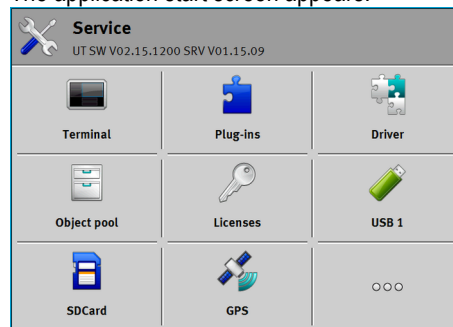 The application start screen appears.
Service
UT SW V02.15.1200 SRV V01.15.09
Terminal
Plug-ins
Driver
Object pool
Licenses
USB 1
SDCard
GPS